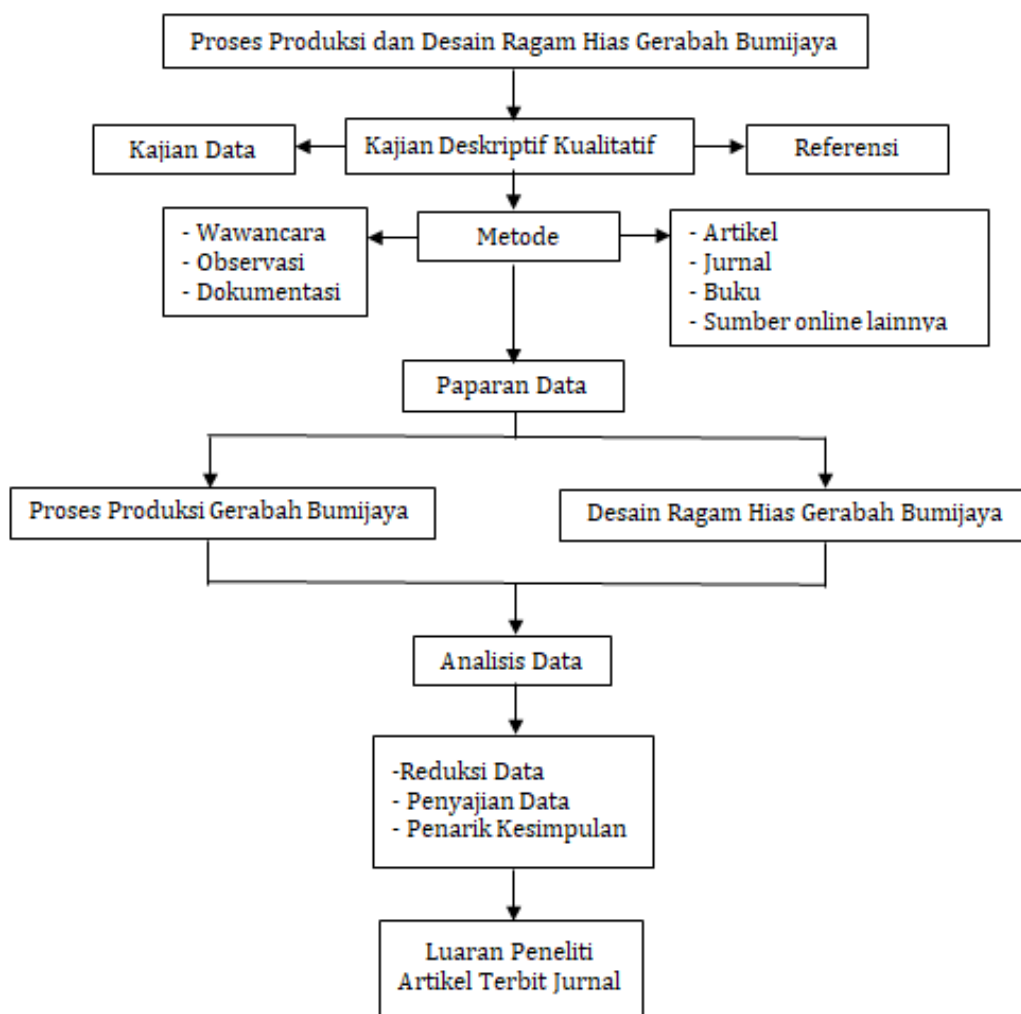 Proses Produksi dan Desain Ragam Hias Gerabah Bumijaya
Kajian Data
Kajian Deskriptif Kualitatif
Referensi
- Wawancara
- Observasi
- Dokumentasi
Metode
- Artikel
- Jurnal
- Buku
- Sumber online lainnya
Paparan Data
Proses Produksi Gerabah Bumijaya
Desain Ragam Hias Gerabah Bumijaya
Analisis Data
-Reduksi Data
- Penyajian Data
- Penarik Kesimpulan
Luaran Peneliti
Artikel Terbit Jurnal